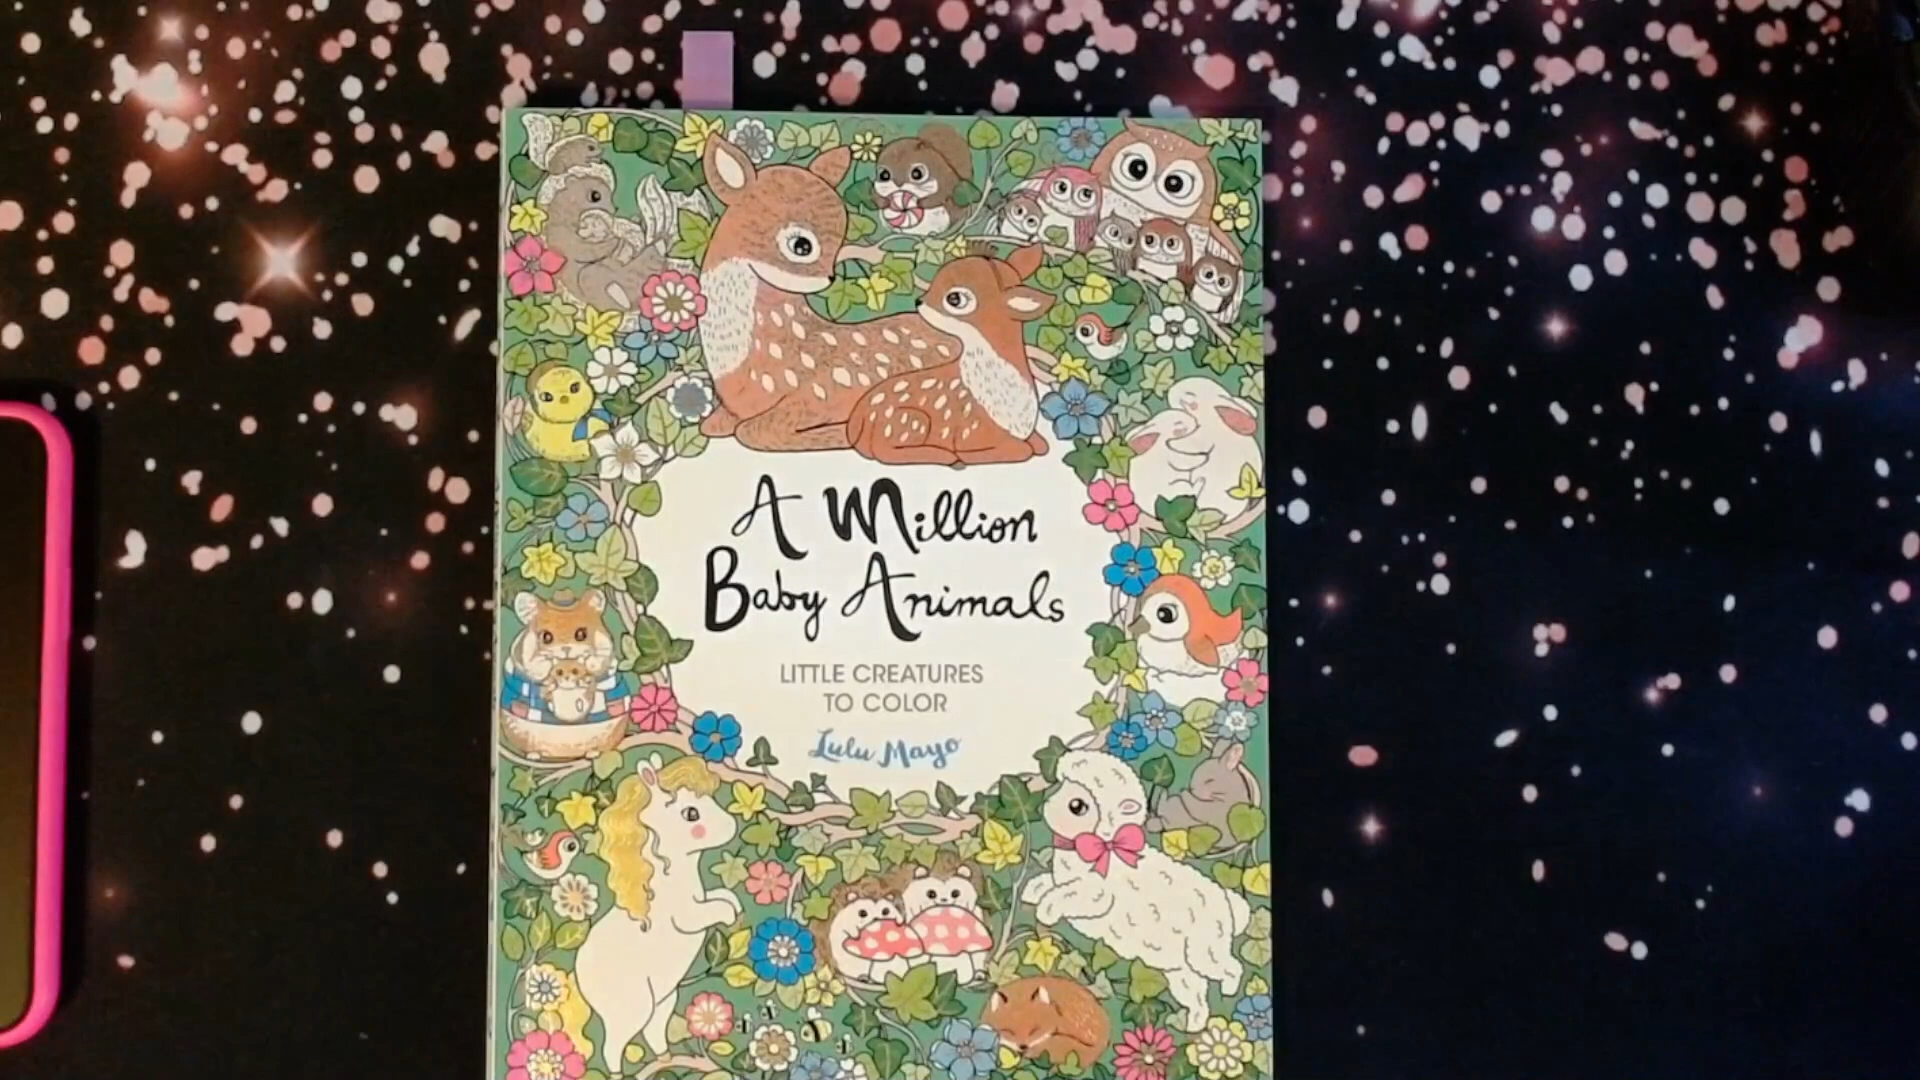 A Million
Baby Animals
LITTLE CREATURES
TO COLOR
Lulu Mayo